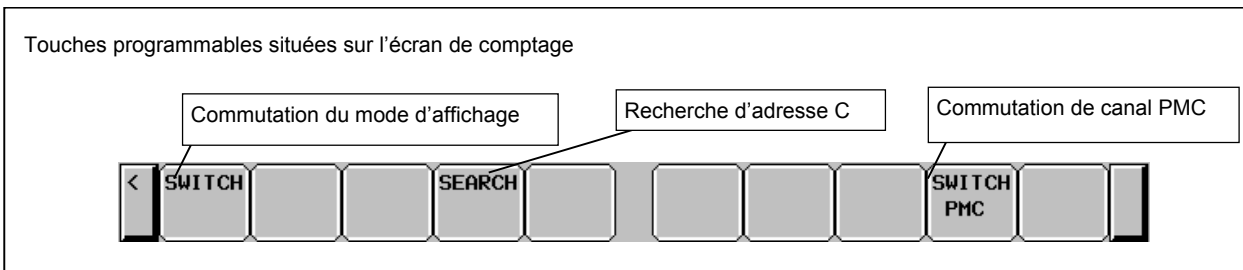 Touches programmables situées sur l’écran de comptage
Commutation du mode d’affichage
Recherche d’adresse C
Commutation de canal PMC
< SWITCH SEARCH SWITCH
PMC